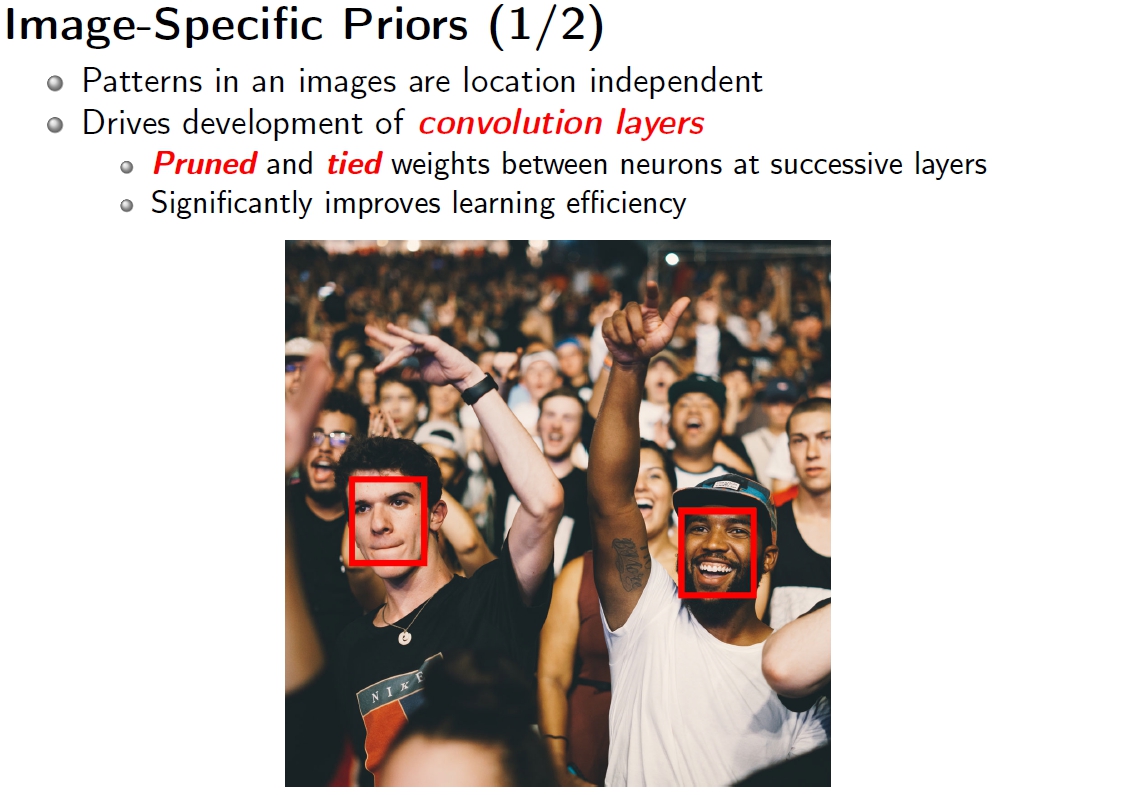 Image-Specific Priors (1/2)
Patterns in an images are location independent
Drives development of convolution layers
Pruned and tied weights between neurons at successive layers
Significantly improves learning efficiency